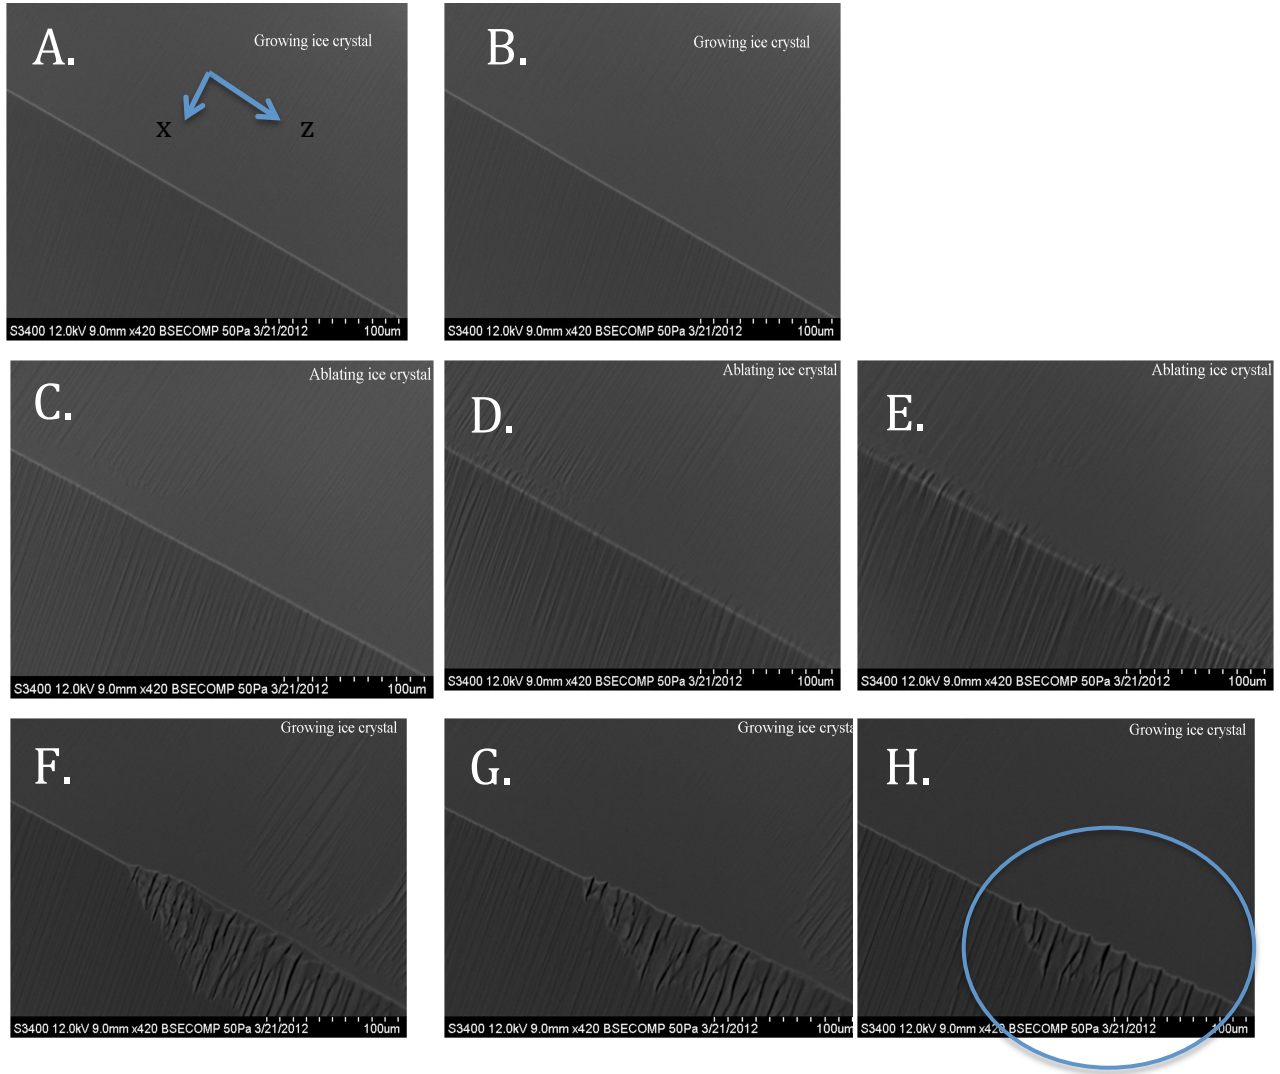 A.
Growing ice crystal
x
z
S3400 12.0kV 9.0mm x420 BSECOMP 50Pa 3/21/2012 100um
B.
Growing ice crystal
S3400 12.0kV 9.0mm x420 BSECOMP 50Pa 3/21/2012 100um
C.
Ablating ice crystal
S3400 12.0kV 9.0mm x420 BSECOMP 50Pa 3/21/2012 100um
D.
Ablating ice crystal
S3400 12.0kV 9.0mm x420 BSECOMP 50Pa 3/21/2012 100um
E.
Ablating ice crystal
S3400 12.0kV 9.0mm x420 BSECOMP 50Pa 3/21/2012 100um
F.
Growing ice crystal
S3400 12.0kV 9.0mm x420 BSECOMP 50Pa 3/21/2012 100um
G.
Growing ice crysta
S3400 12.0kV 9.0mm x420 BSECOMP 50Pa 3/21/2012 100um
H.
Growing ice crystal
S3400 12.0kV 9.0mm x420 BSECOMP 50Pa 3/21/2012 100um